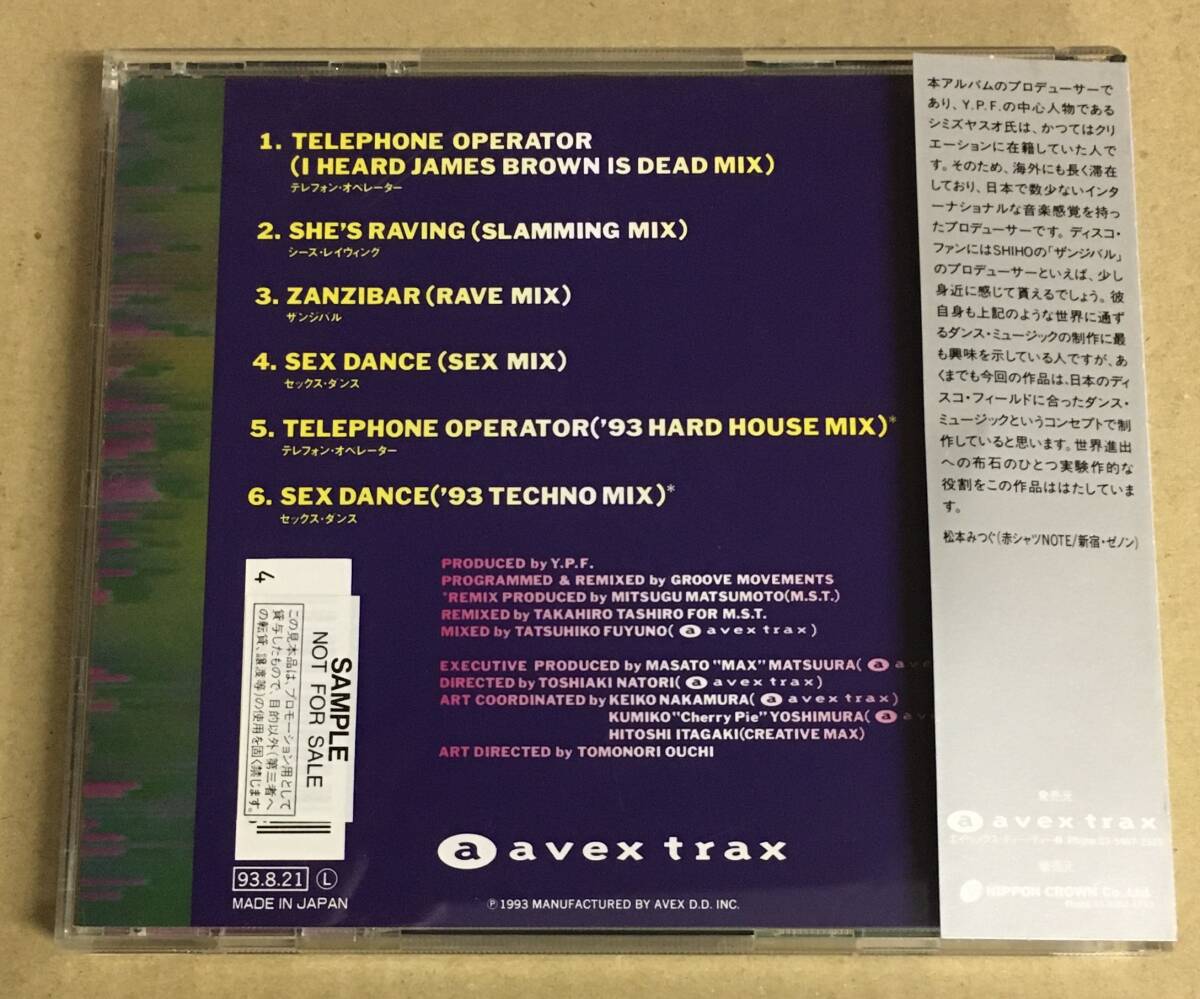 1. TELEPHONE OPERATOR
(I HEARD JAMES BROWN IS DEAD MIX)
テレフォン・オペレーター
2. SHE'S RAVING (SLAMMING MIX)
シーズ・レイヴィング
3. ZANZIBAR (RAVE MIX)
ザンジバル
4. SEX DANCE (SEX MIX)
セックス・ダンス
5. TELEPHONE OPERATOR('93 HARD HOUSE MIX)*
テレフォン・オペレーター
6. SEX DANCE('93 TECHNO MIX)*
セックス・ダンス
PRODUCED by Y.P.F.
PROGRAMMED & REMIXED by GROOVE MOVEMENTS
*REMIX PRODUCED by MITSUGU MATSUMOTO(M.S.T.)
REMIXED by TAKAHIRO TASHIRO FOR M.S.T.
MIXED by TATSUHIKO FUYUNO( a avex trax )
EXECUTIVE PRODUCED by MASATO "MAX" MATSUURA( a ave
DIRECTED by TOSHIAKI NATORI( a avex trax )
ART COORDINATED by KEIKO NAKAMURA( a avex trax )
KUMIKO "Cherry Pie" YOSHIMURA( a ave
HITOSHI ITAGAKI(CREATIVE MAX)
ART DIRECTED by TOMONORI OUCHI
a avex trax
℗ 1993 MANUFACTURED BY AVEX D.D. INC.
4
SAMPLE
NOT FOR SALE
この見本品は、プロモーション用として
貸与したもので、目的以外(第三者へ
の転貸、譲渡等)の使用を固く禁じます。
93.8.21 Ⓛ
MADE IN JAPAN
本アルバムのプロデューサーで
あり、Y.P.F.の中心人物である
シミズヤスオ氏は、かつてはクリ
エーションに在籍していた人で
す。そのため、海外にも長く滞在
しており、日本で数少ないインタ
ーナショナルな音楽感覚を持っ
たプロデューサーです。ディスコ・
ファンにはSHIHOの「ザンジバル」
のプロデューサーといえば、少し
身近に感じて貰えるでしょう。彼
自身も上記のような世界に通ず
るダンス・ミュージックの制作に最
も興味を示している人ですが、あ
くまでも今回の作品は、日本のディ
スコ・フィールドに合ったダンス・
ミュージックというコンセプトで制
作していると思います。世界進出
への布石のひとつ実験作的な
役割をこの作品ははたしていま
す。
松本みつぐ(赤シャツNOTE/新宿・ゼノン)
発売元
a avex trax
販売元
NIPPON CROWN Co.,Ltd.